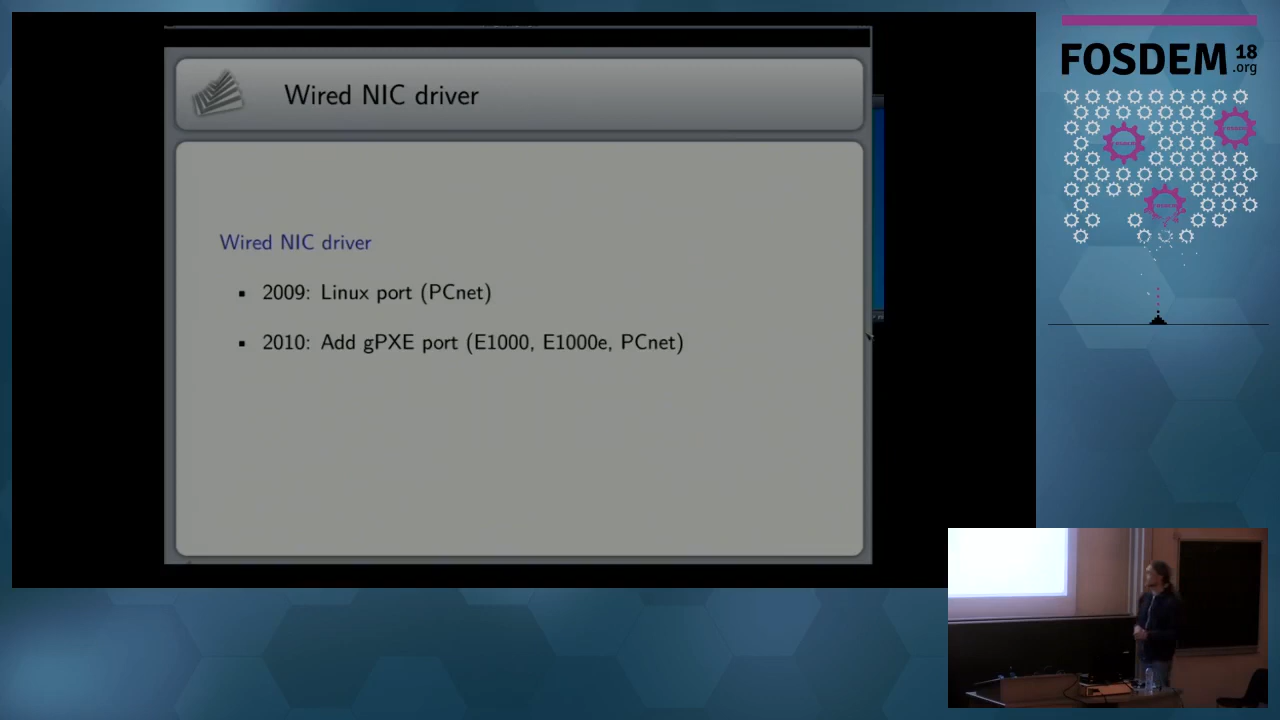 Wired NIC driver
Wired NIC driver
2009: Linux port (PCnet)
2010: Add gPXE port (E1000, E1000e, PCnet)
FOSDEM 18
.org